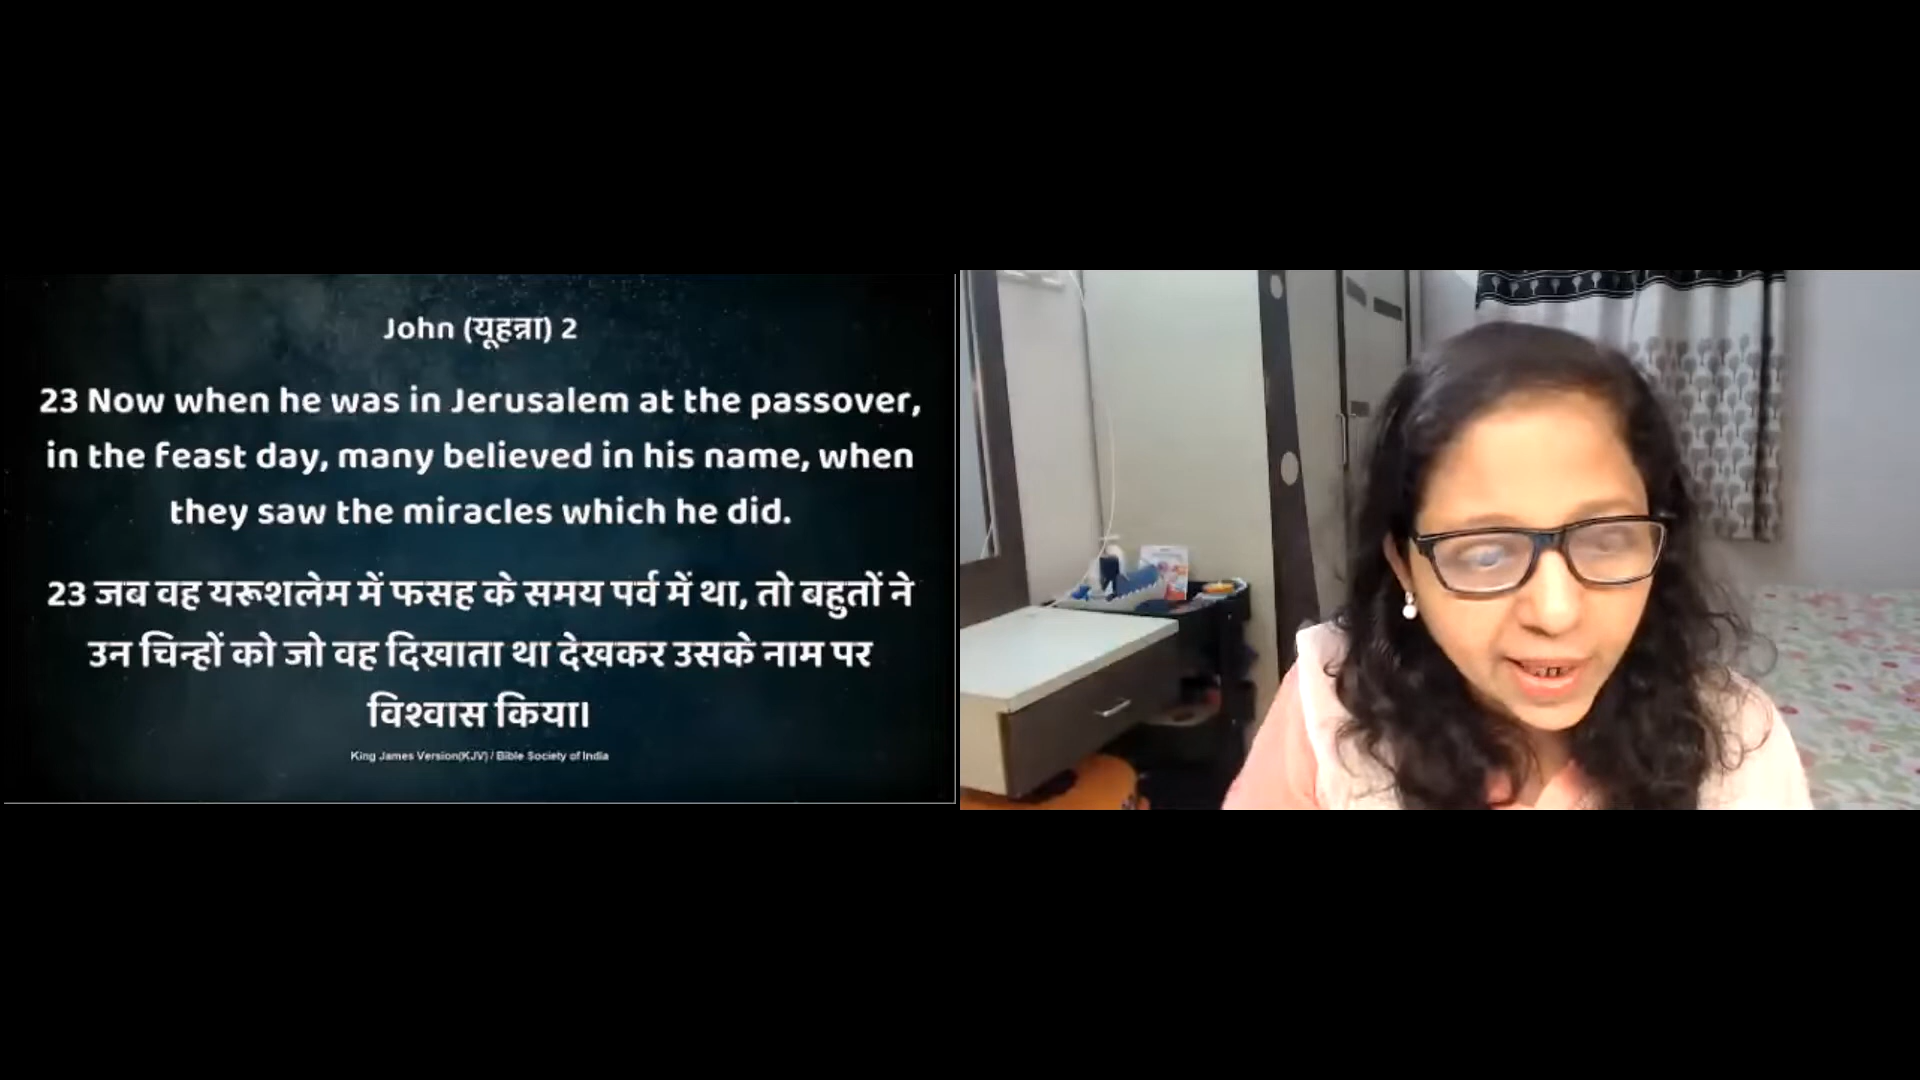 John (यूहन्ना) 2
23 Now when he was in Jerusalem at the passover,
in the feast day, many believed in his name, when
they saw the miracles which he did.
23 जब वह यरूशलेम में फसह के समय पर्व में था, तो बहुतों ने
उन चिन्हों को जो वह दिखाता था देखकर उसके नाम पर
विश्वास किया।
King James Version(KJV) / Bible Society of India